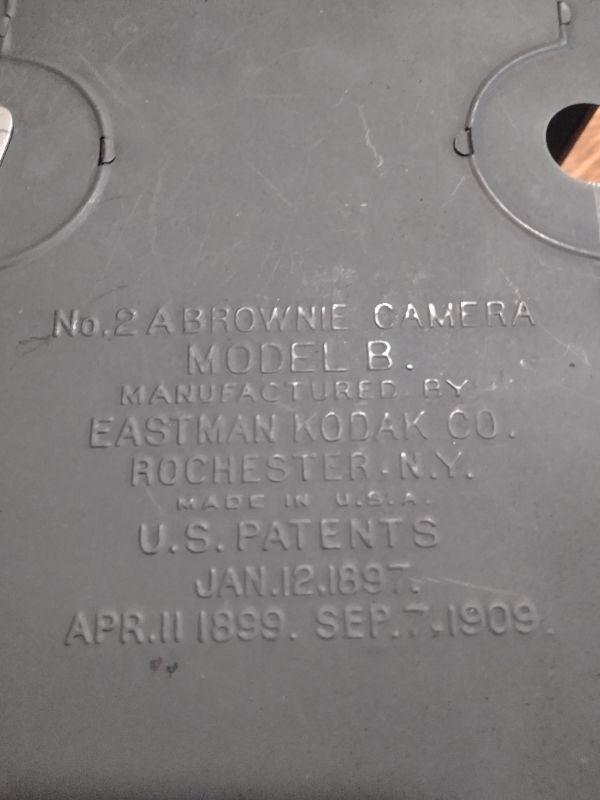 No. 2 A BROWNIE CAMERA
MODEL B.
MANUFACTURED BY
EASTMAN KODAK CO.
ROCHESTER. N.Y.
MADE IN U.S.A.
U.S. PATENTS
JAN.12.1897.
APR.11 1899. SEP.7.1909.